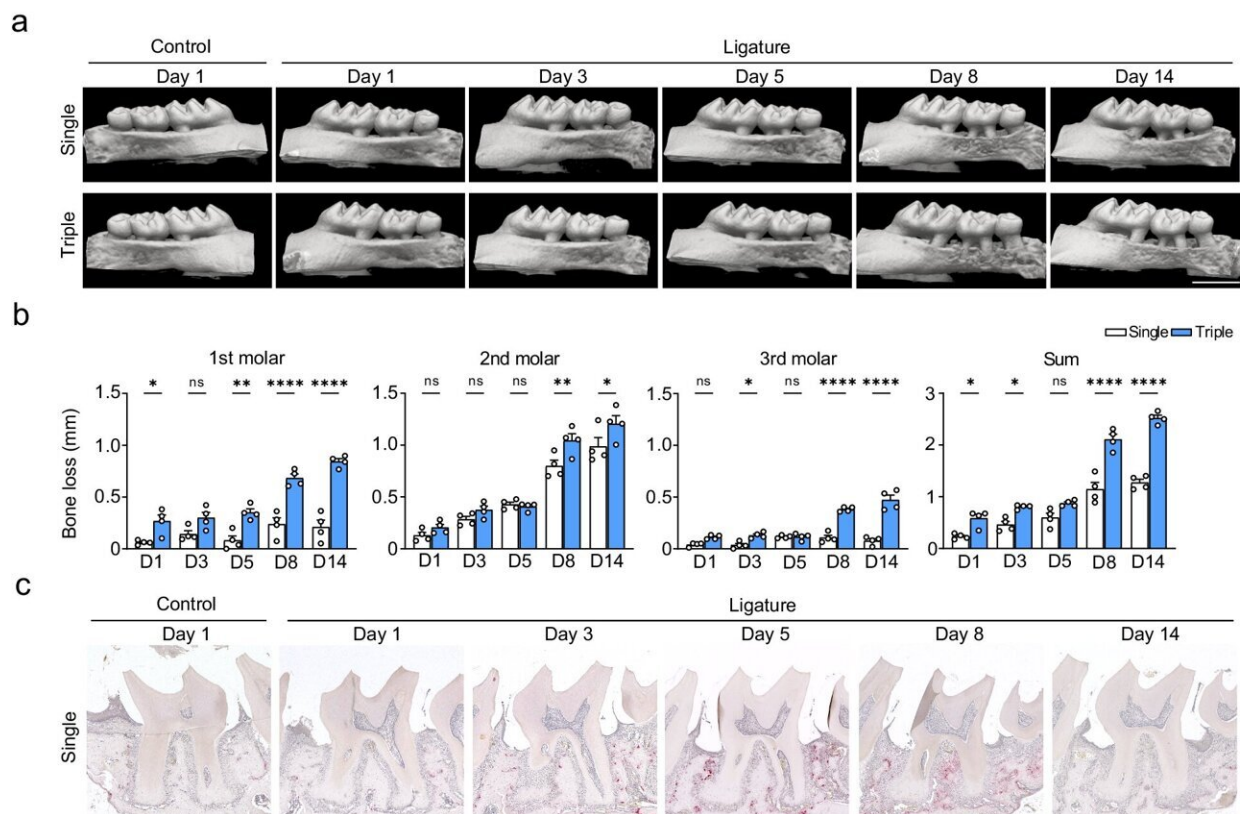 a
Control Ligature
Day 1 Day 1 Day 3 Day 5 Day 8 Day 14
Single
Triple
b
Single Triple
1st molar 2nd molar 3rd molar Sum
* ns ** **** **** ns ns ns ** * ns * ns **** **** * * ns **** ****
Bone loss (mm)
1.5 1.5 1.5 3
1.0 1.0 1.0 2
0.5 0.5 0.5 1
0 0 0 0
D1 D3 D5 D8 D14 D1 D3 D5 D8 D14 D1 D3 D5 D8 D14 D1 D3 D5 D8 D14
c
Control Ligature
Day 1 Day 1 Day 3 Day 5 Day 8 Day 14
Single